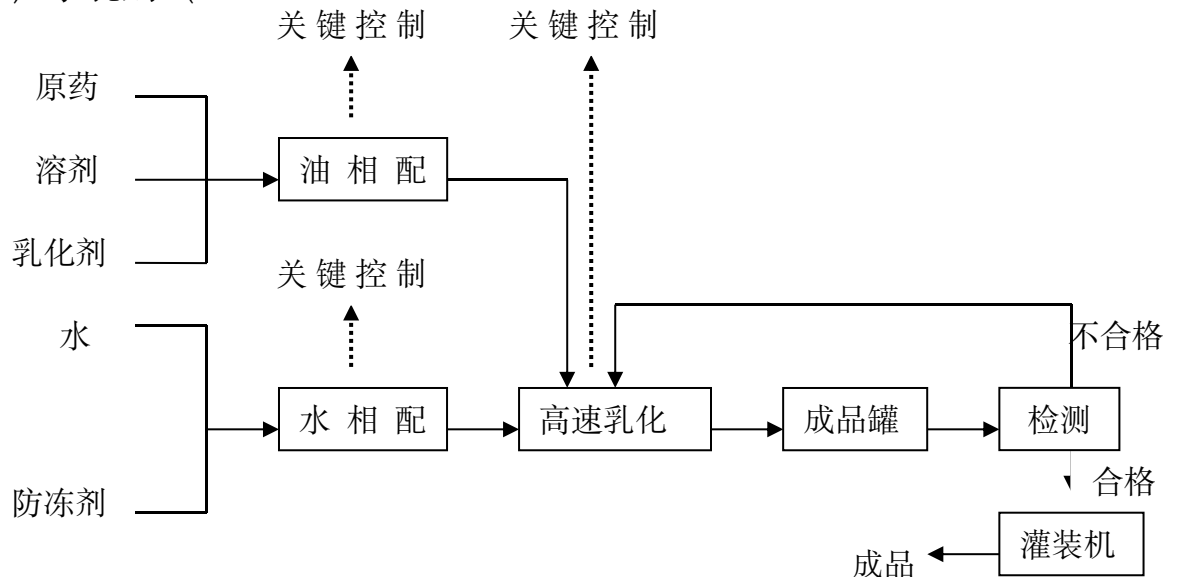 关键控制 关键控制
原药
油相配
溶剂
乳化剂
关键控制
水
不合格
水相配 高速乳化 成品罐 检测
合格
防冻剂
灌装机
成品